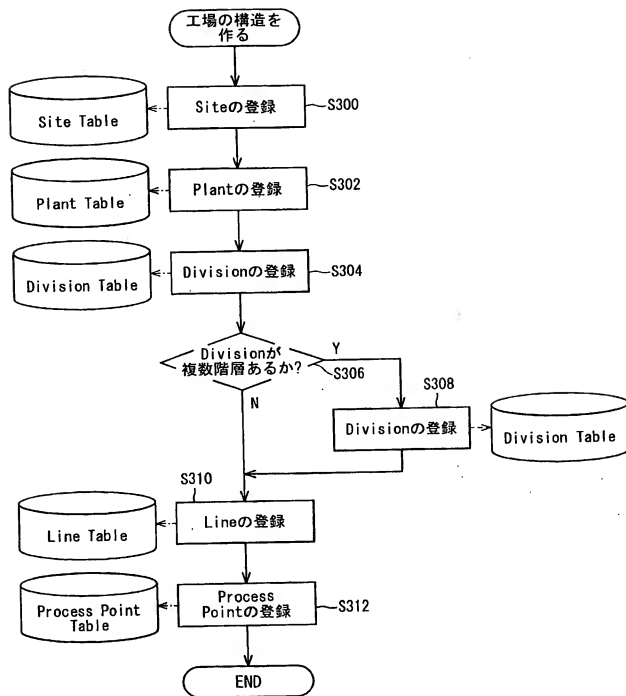 工場の構造を
作る
Siteの登録
S300
Site Table
Plantの登録
S302
Plant Table
Divisionの登録
S304
Division Table
Divisionが
複数階層あるか?
Y
S306
N
S308
Divisionの登録
Division Table
S310
Lineの登録
Line Table
Process
Pointの登録
S312
Process Point
Table
END